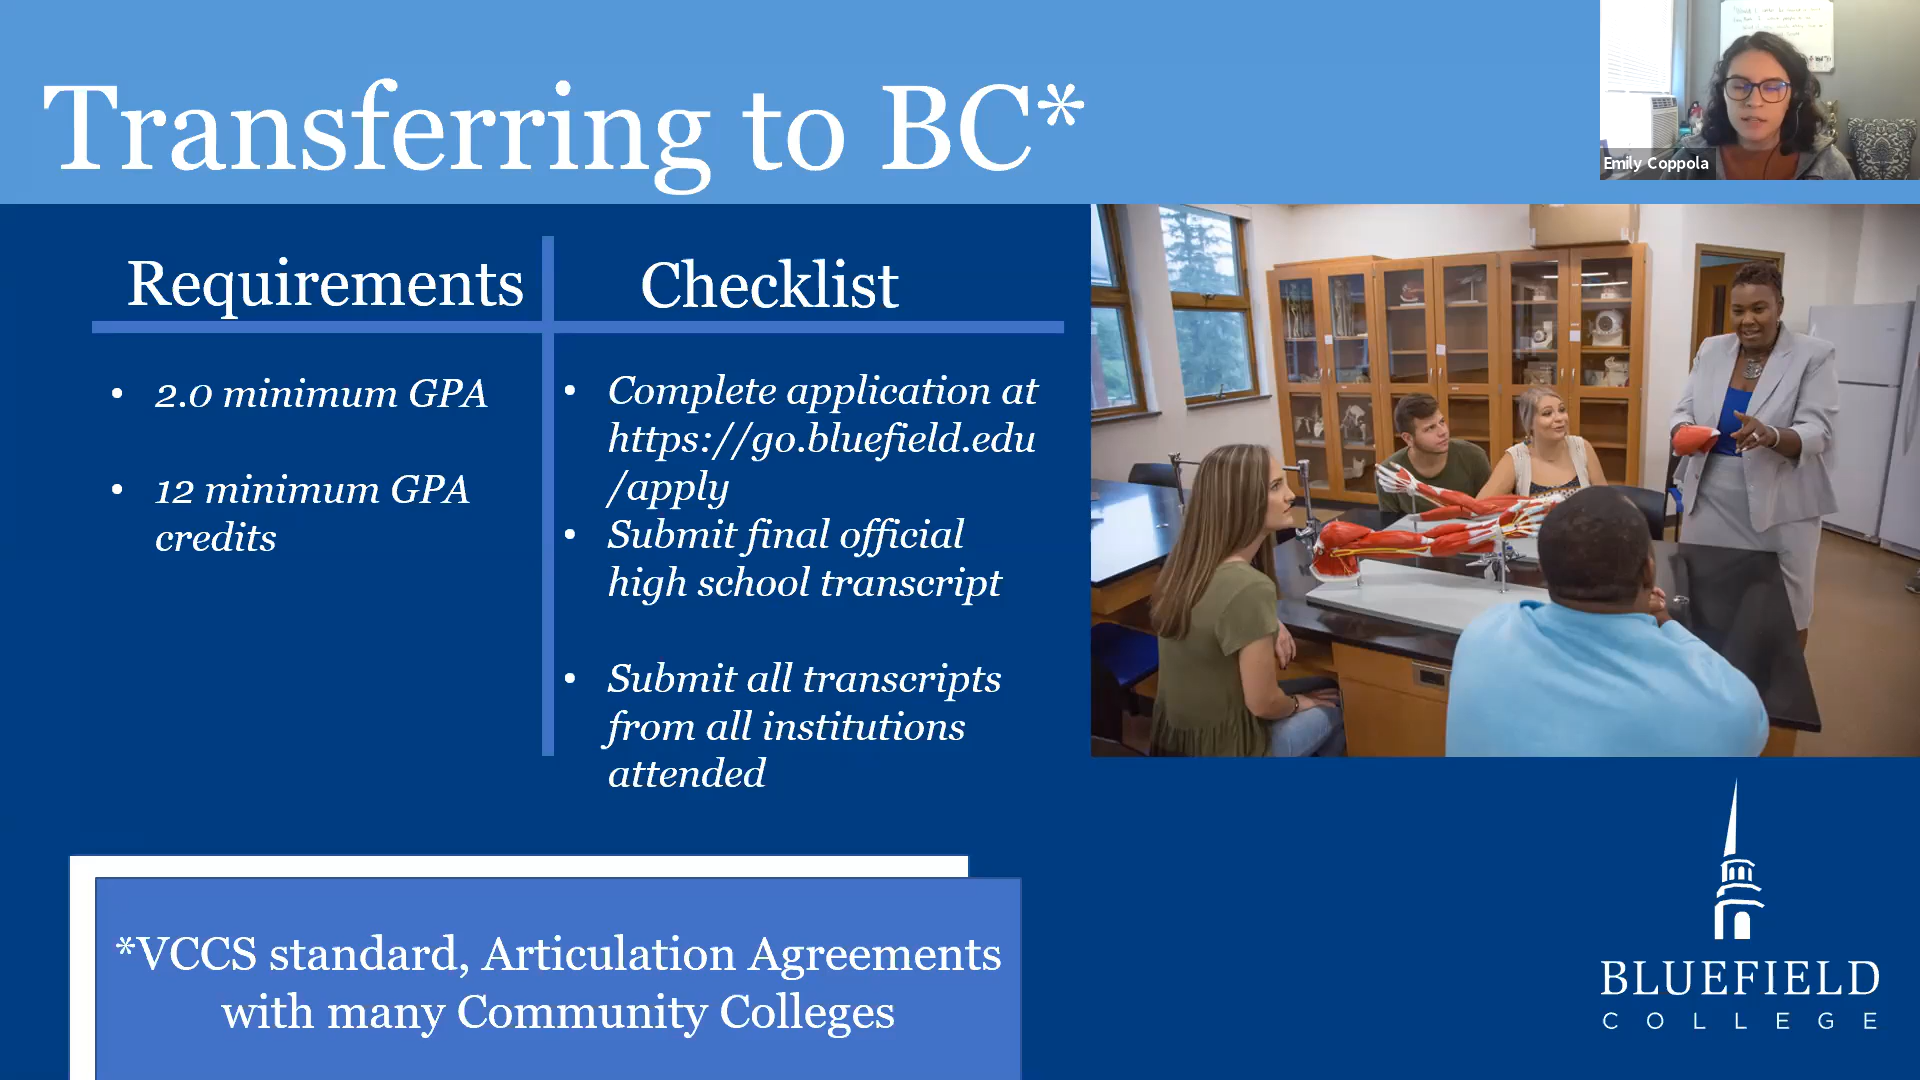 Transferring to BC*
Emily Coppola
Requirements
• 2.0 minimum GPA
• 12 minimum GPA
credits
Checklist
• Complete application at
https://go.bluefield.edu
/apply
• Submit final official
high school transcript
• Submit all transcripts
from all institutions
attended
*VCCS standard, Articulation Agreements
with many Community Colleges
BLUEFIELD
COLLEGE